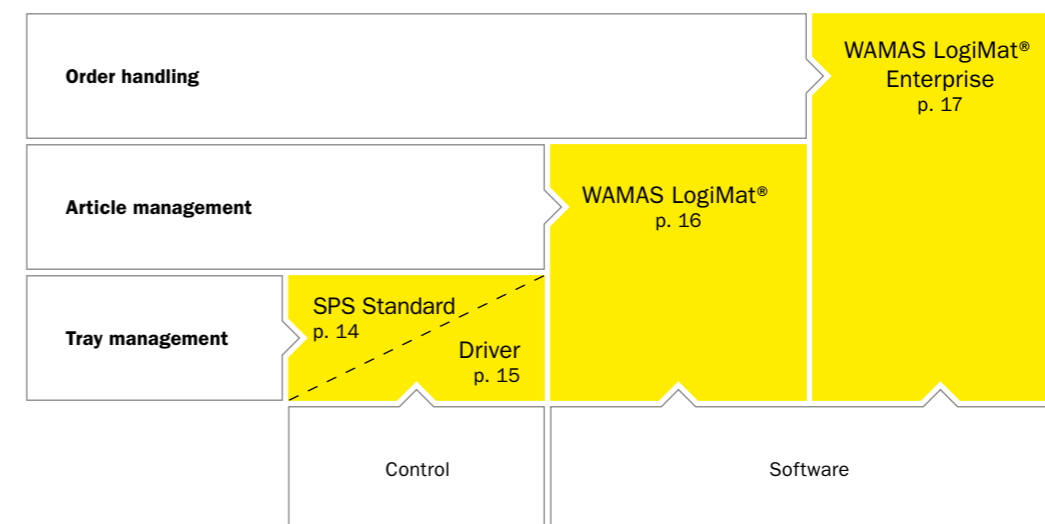 Order handling
WAMAS LogiMat®
Enterprise
p. 17
Article management
WAMAS LogiMat®
p. 16
Tray management
SPS Standard
p. 14
Driver
p. 15
Control
Software